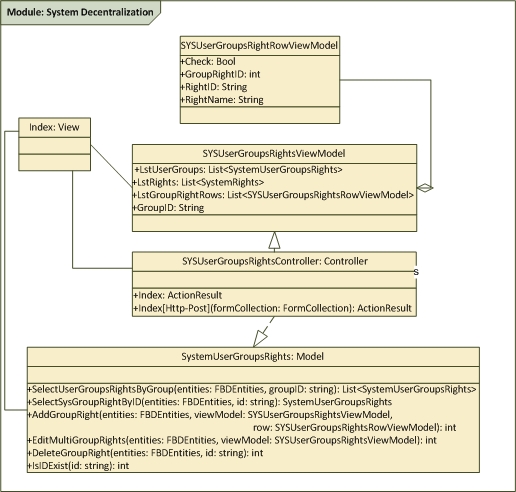 Module: System Decentralization
SYSUserGroupsRightRowViewModel
+Check: Bool
+GroupRightID: int
+RightID: String
+RightName: String
Index: View
SYSUserGroupsRightsViewModel
+LstUserGroups: List<SystemUserGroupsRights>
+LstRights: List<SystemRights>
+LstGroupRightRows: List<SYSUserGroupsRightsRowViewModel>
+GroupID: String
SYSUserGroupsRightsController: Controller
s
+Index: ActionResult
+Index[Http-Post](formCollection: FormCollection): ActionResult
SystemUserGroupsRights: Model
+SelectUserGroupsRightsByGroup(entities: FBDEntities, groupID: string): List<SystemUserGroupsRights>
+SelectSysGroupRightByID(entities: FBDEntities, id: string): SystemUserGroupsRights
+AddGroupRight(entities: FBDEntities, viewModel: SYSUserGroupsRightsViewModel,
row: SYSUserGroupsRightsRowViewModel): int
+EditMultiGroupRights(entities: FBDEntities, viewModel: SYSUserGroupsRightsViewModel): int
+DeleteGroupRight(entities: FBDEntities, id: string): int
+IsIDExist(id: string): int